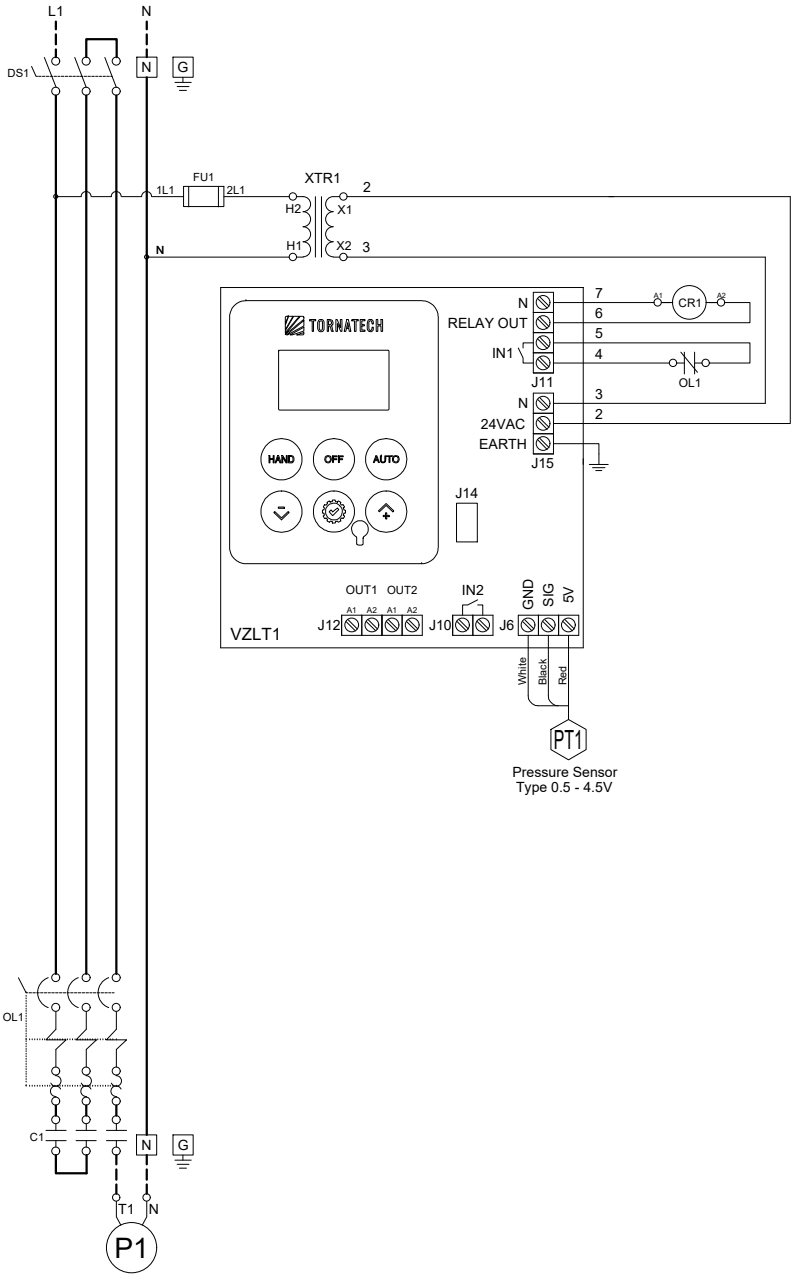 L1
N
DS1
N
G
FU1
XTR1
1L1
2L1
H2
X1
2
N
H1
X2
3
TORNATECH
N
7
A1
CR1
A2
RELAY OUT
6
IN1
5
4
OL1
J11
N
3
24VAC
2
EARTH
J15
HAND
OFF
AUTO
J14
OUT1 OUT2
IN2
GND
SIG
5V
A1 A2 A1 A2
J12
J10
J6
VZLT1
White
Black
Red
PT1
Pressure Sensor
Type 0.5 - 4.5V
OL1
C1
N
G
T1
N
P1